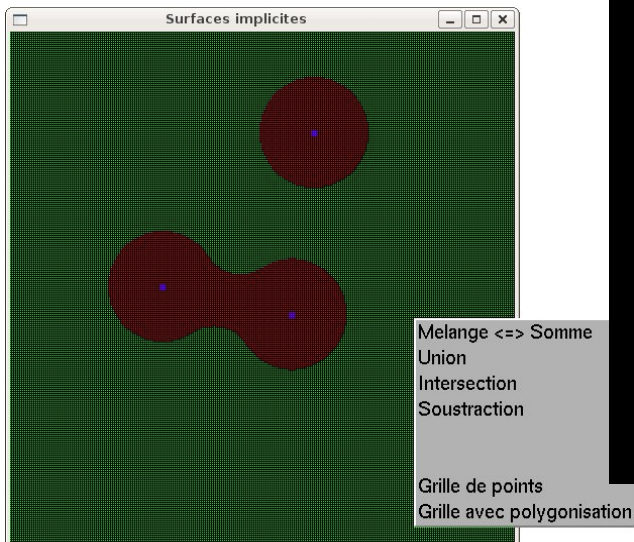 Surfaces implicites
Melange <=> Somme
Union
Intersection
Soustraction
Grille de points
Grille avec polygonisation